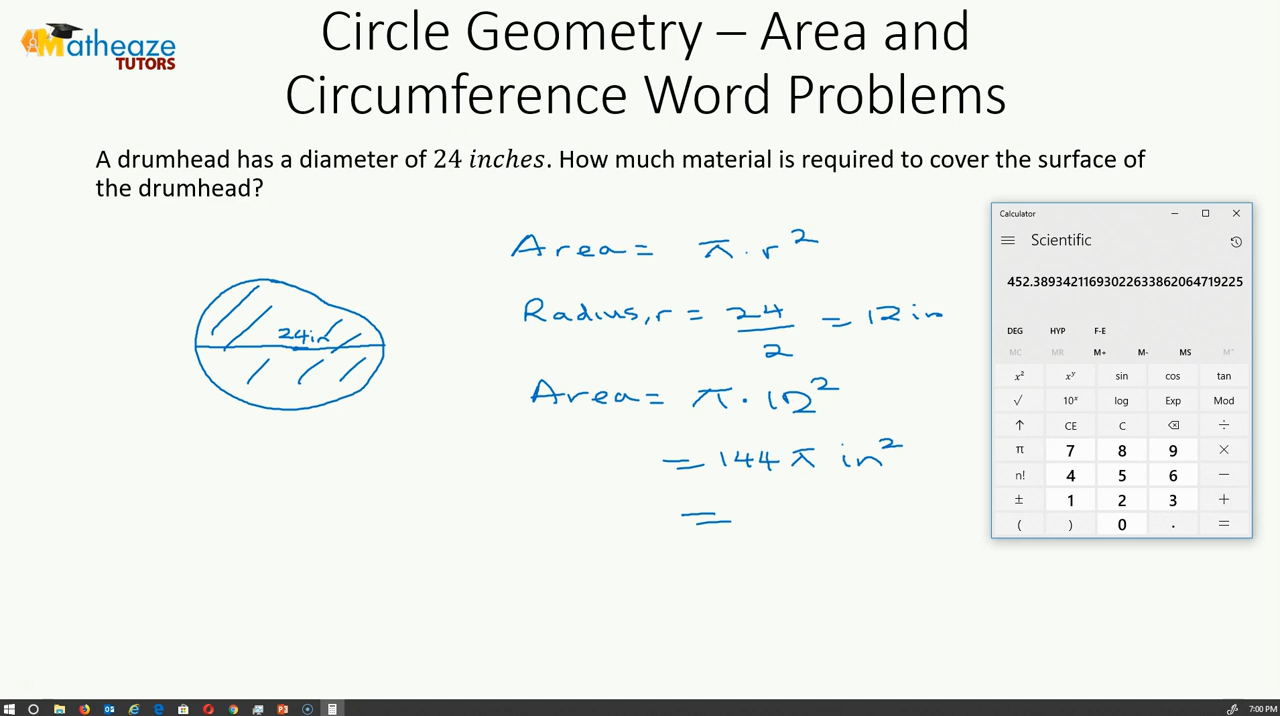 Matheaze
TUTORS
Circle Geometry – Area and
Circumference Word Problems
A drumhead has a diameter of 24 inches. How much material is required to cover the surface of
the drumhead?
24in
Area = π · r²
Radius, r = 24/2 = 12 in
Area = π · 12²
= 144 π in²
=
Calculator
Scientific
452.38934211693022633862064719225
DEG HYP F-E
MC MR M+ M- MS M˅
x² xʸ sin cos tan
√ 10ˣ log Exp Mod
↑ CE C ⌫ ÷
π 7 8 9 ×
n! 4 5 6 −
± 1 2 3 +
( ) 0 . =
7:00 PM